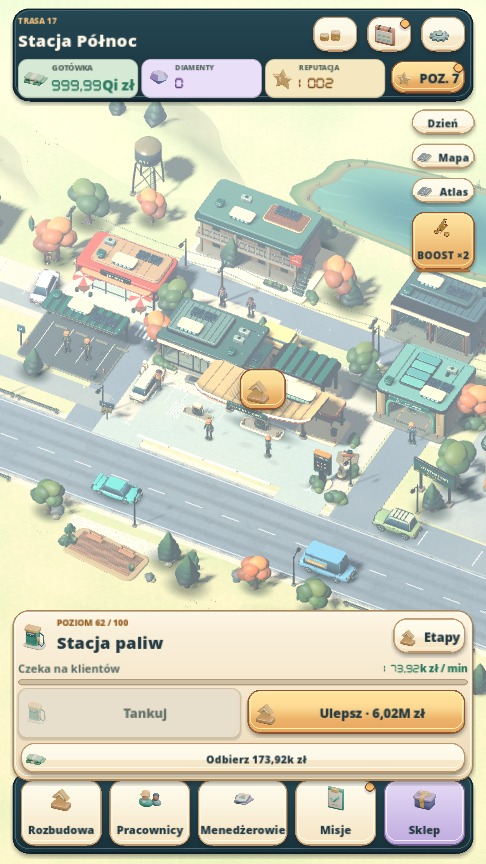 TRASA 17
Stacja Północ
GOTÓWKA
999,99Qi zł
DIAMENTY
0
REPUTACJA
1 002
POZ. 7
Dzień
Mapa
Atlas
BOOST ×2
POZIOM 62 / 100
Stacja paliw
Etapy
Czeka na klientów
173,92k zł / min
Tankuj
Ulepsz · 6,02M zł
Odbierz 173,92k zł
Rozbudowa
Pracownicy
Menedżerowie
Misje
Sklep